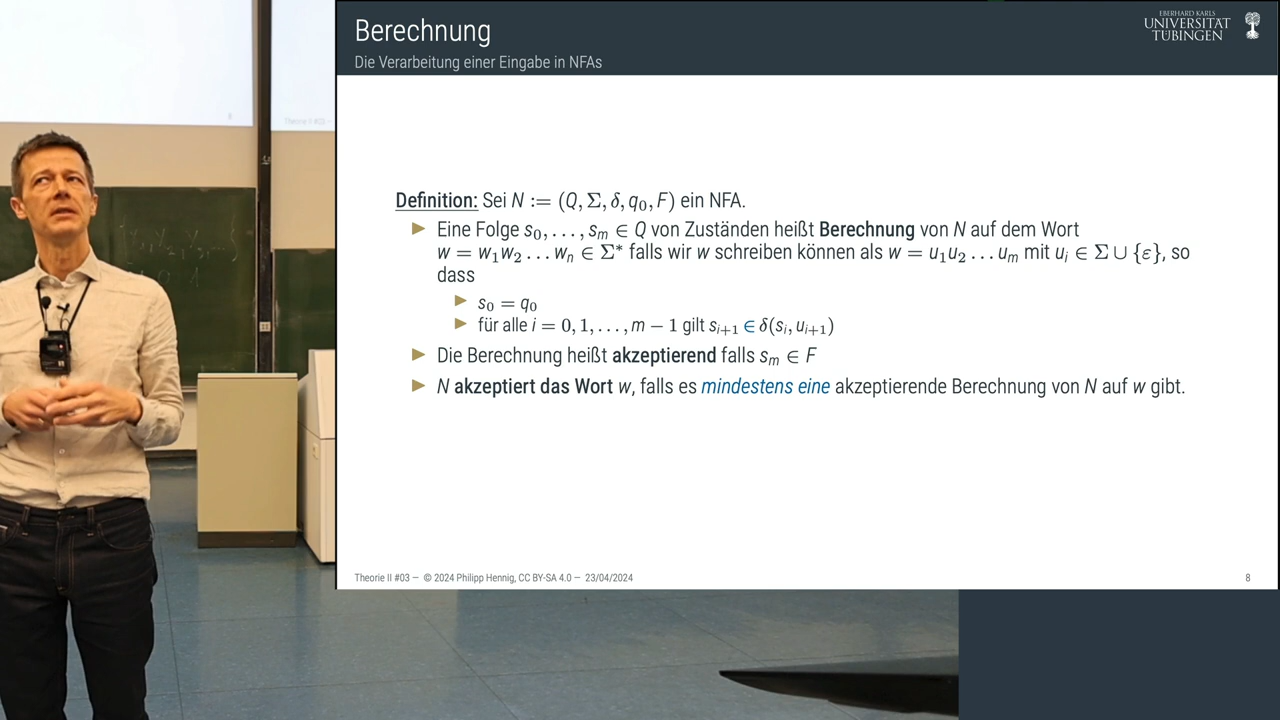 Berechnung
Die Verarbeitung einer Eingabe in NFAs
EBERHARD KARLS
UNIVERSITÄT
TÜBINGEN
Definition: Sei N := (Q, Σ, δ, q₀, F) ein NFA.
▶ Eine Folge s₀, . . . , sₘ ∈ Q von Zuständen heißt Berechnung von N auf dem Wort
w = w₁w₂ . . . wₙ ∈ Σ* falls wir w schreiben können als w = u₁u₂ . . . uₘ mit uᵢ ∈ Σ ∪ {ε}, so
dass
▶ s₀ = q₀
▶ für alle i = 0, 1, . . . , m − 1 gilt sᵢ₊₁ ∈ δ(sᵢ, uᵢ₊₁)
▶ Die Berechnung heißt akzeptierend falls sₘ ∈ F
▶ N akzeptiert das Wort w, falls es mindestens eine akzeptierende Berechnung von N auf w gibt.
Theorie II #03 — © 2024 Philipp Hennig, CC BY-SA 4.0 — 23/04/2024
8